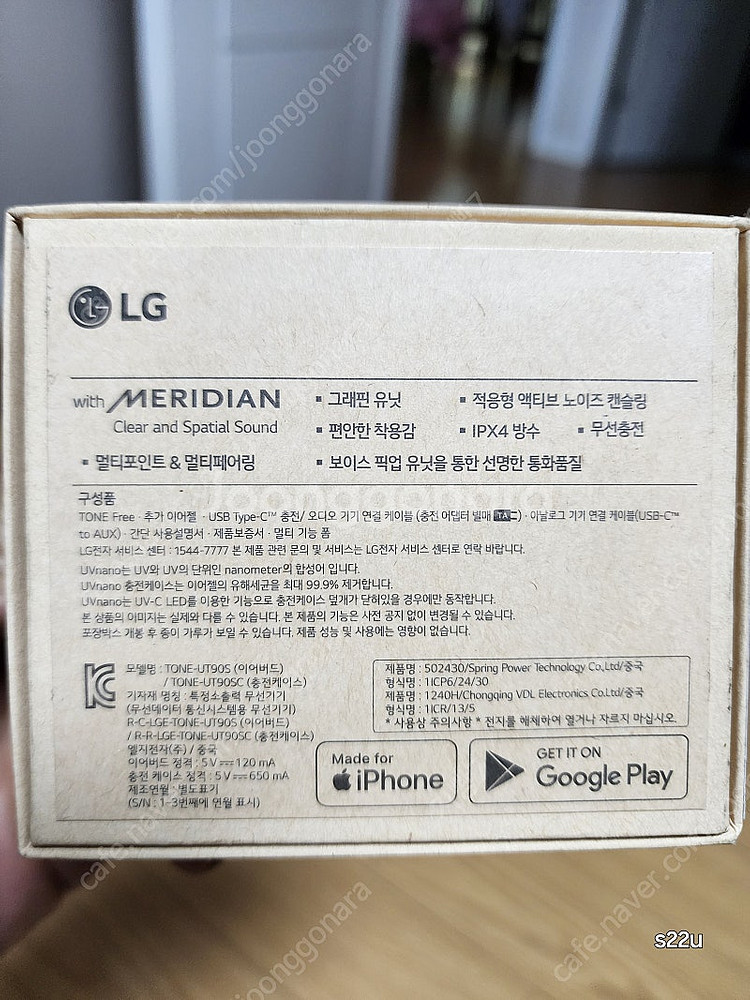 LG
with MERIDIAN
Clear and Spatial Sound
▪ 그래핀 유닛
▪ 적응형 액티브 노이즈 캔슬링
▪ 편안한 착용감
▪ IPX4 방수
▪ 무선충전
▪ 멀티포인트 & 멀티페어링
▪ 보이스 픽업 유닛을 통한 선명한 통화품질
구성품
TONE Free · 추가 이어젤 · USB Type-C™ 충전/ 오디오 기기 연결 케이블 (충전 어댑터 별매 TA) · 아날로그 기기 연결 케이블(USB-C™
to AUX) · 간단 사용설명서 · 제품보증서 · 멀티 기능 폼
LG전자 서비스 센터 : 1544-7777 본 제품 관련 문의 및 서비스는 LG전자 서비스 센터로 연락 바랍니다.
UVnano는 UV와 UV의 단위인 nanometer의 합성어 입니다.
UVnano 충전케이스는 이어젤의 유해세균을 최대 99.9% 제거합니다.
UVnano는 UV-C LED를 이용한 기능으로 충전케이스 덮개가 닫혀있을 경우에만 동작합니다.
본 상품의 이미지는 실제와 다를 수 있습니다. 본 제품의 기능은 사전 공지 없이 변경될 수 있습니다.
포장박스 개봉 후 종이 가루가 보일 수 있습니다. 제품 성능 및 사용에는 영향이 없습니다.
모델명 : TONE-UT90S (이어버드)
/ TONE-UT90SC (충전케이스)
기자재 명칭 : 특정소출력 무선기기
(무선데이터 통신시스템용 무선기기)
R-C-LGE-TONE-UT90S (이어버드)
/ R-R-LGE-TONE-UT90SC (충전케이스)
엘지전자(주) / 중국
이어버드 정격 : 5 V ⎓ 120 mA
충전 케이스 정격 : 5 V ⎓ 650 mA
제조연월 : 별도표기
(S/N : 1-3번째에 연월 표시)
제품명 : 502430/Spring Power Technology Co.,Ltd/중국
형식명 : 1ICP6/24/30
제품명 : 1240H/Chongqing VDL Electronics Co.Ltd/중국
형식명 : 1ICR/13/5
* 사용상 주의사항 * 전지를 해체하여 열거나 자르지 마십시오.
Made for
iPhone
GET IT ON
Google Play
cafe.naver.com/joonggonara
s22u